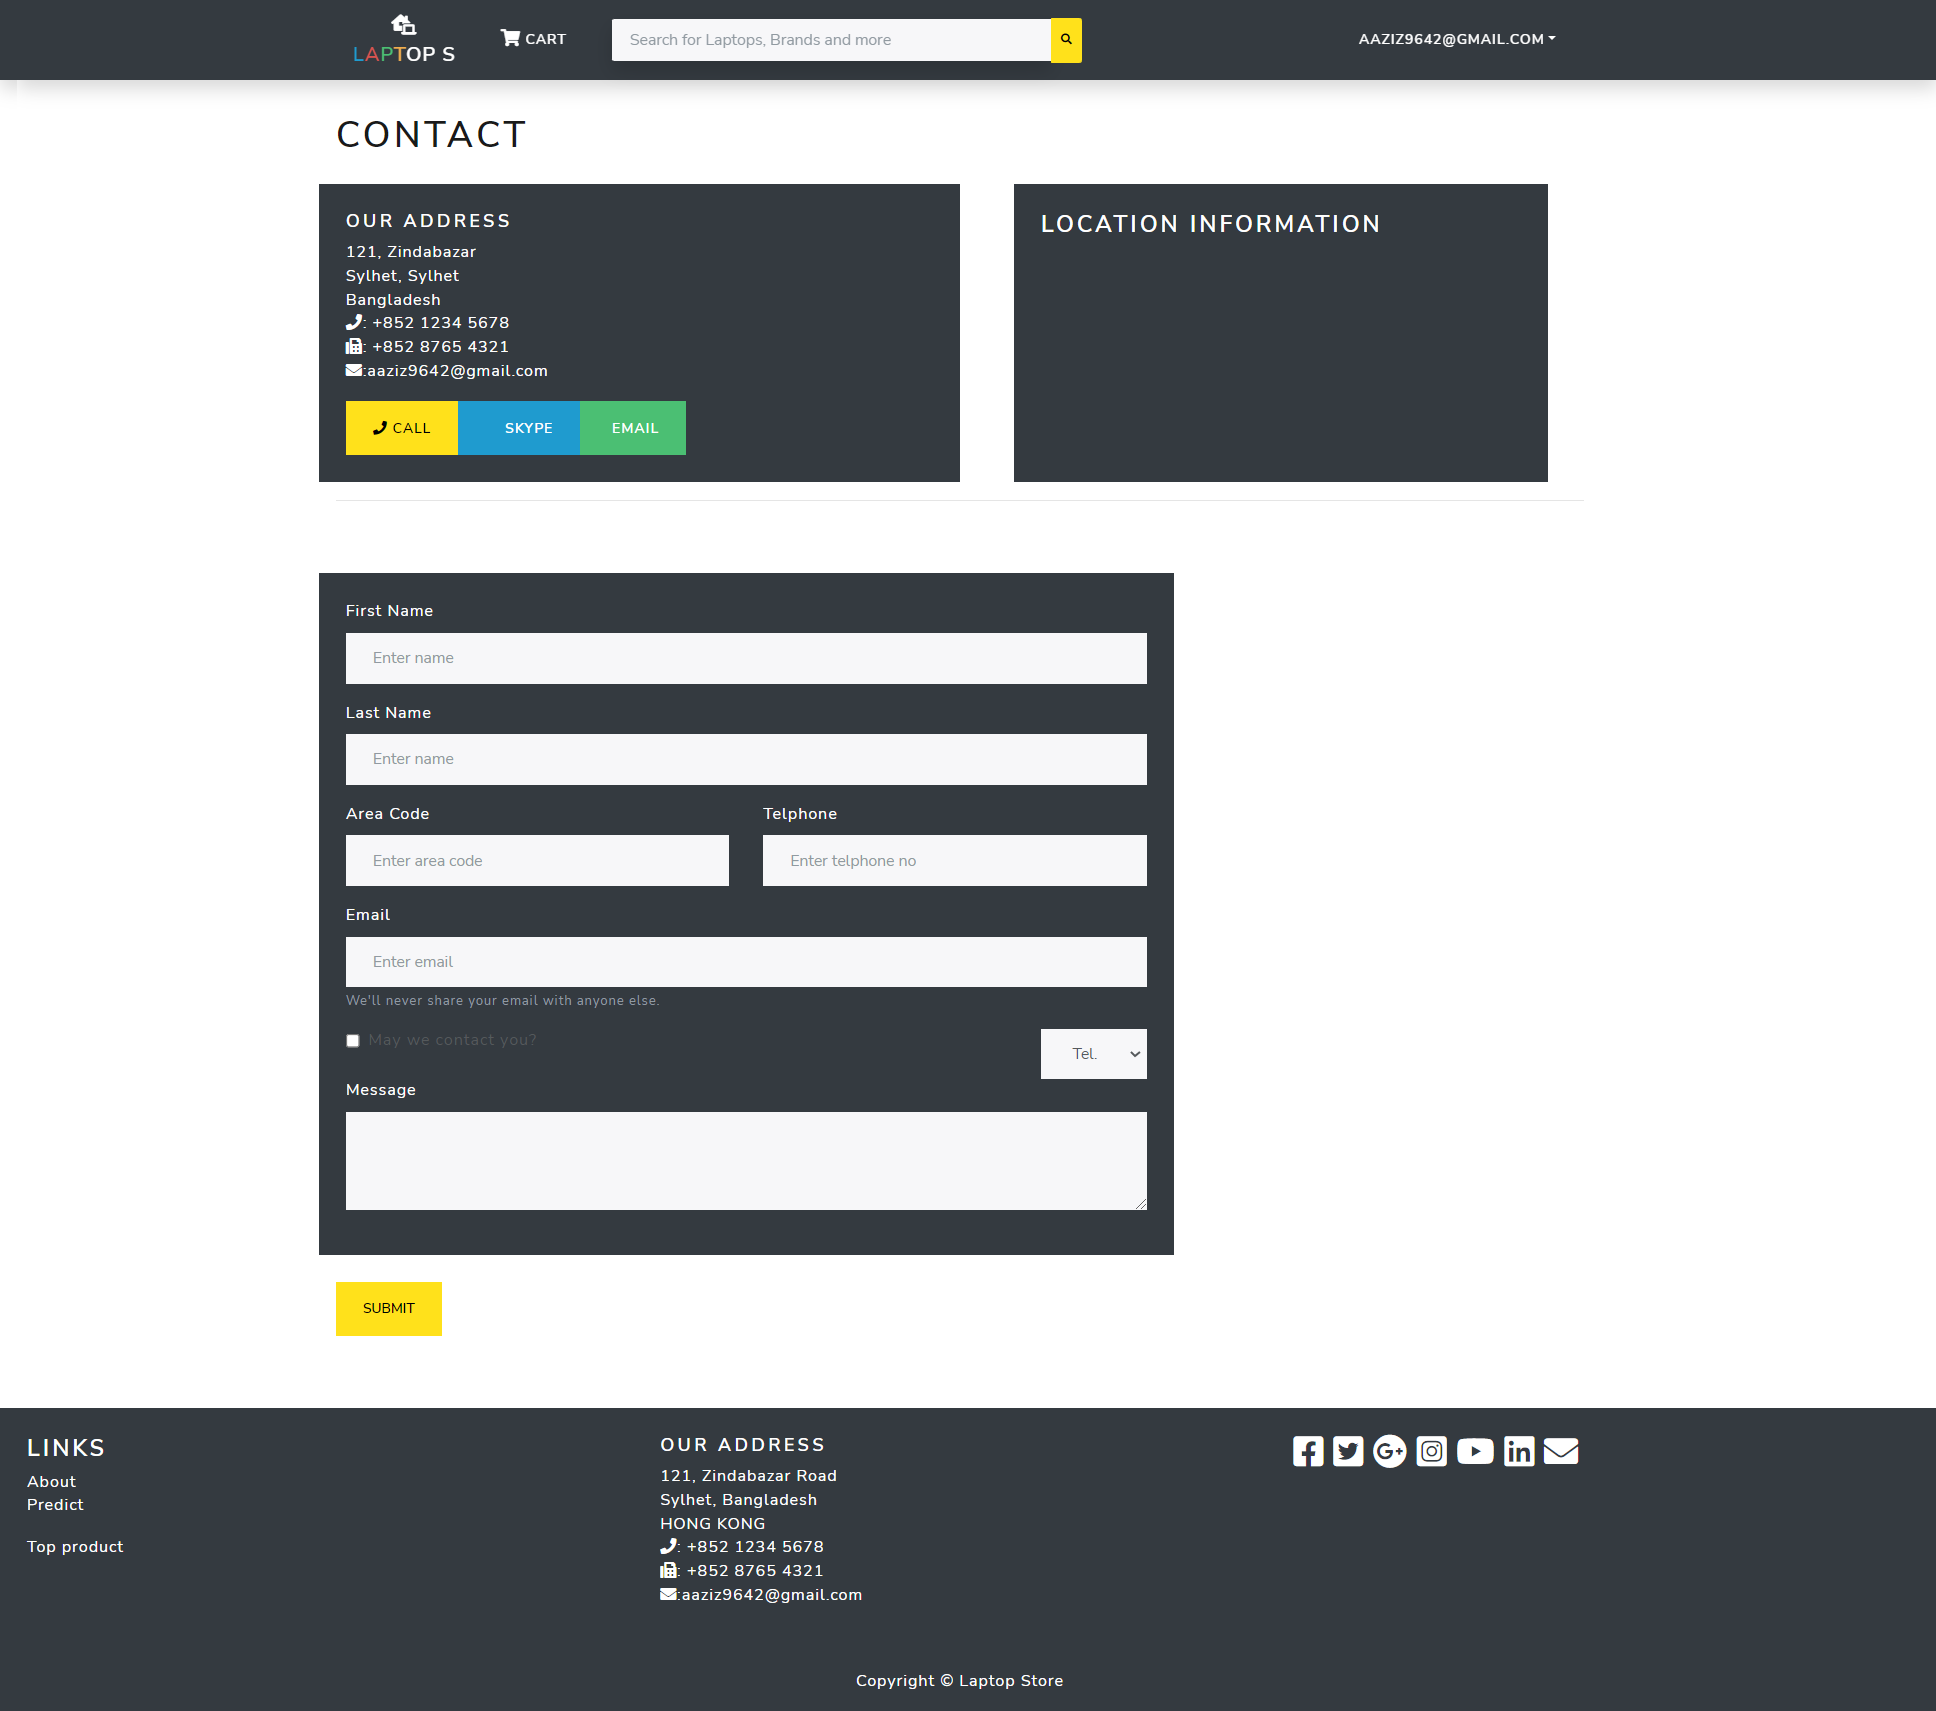 LAPTOP S
CART
Search for Laptops, Brands and more
AAZIZ9642@GMAIL.COM
CONTACT
OUR ADDRESS
121, Zindabazar
Sylhet, Sylhet
Bangladesh
: +852 1234 5678
: +852 8765 4321
:aaziz9642@gmail.com
CALL
SKYPE
EMAIL
LOCATION INFORMATION
First Name
Enter name
Last Name
Enter name
Area Code
Telphone
Enter area code
Enter telphone no
Email
Enter email
We'll never share your email with anyone else.
May we contact you?
Tel.
Message
SUBMIT
LINKS
About
Predict
Top product
OUR ADDRESS
121, Zindabazar Road
Sylhet, Bangladesh
HONG KONG
: +852 1234 5678
: +852 8765 4321
:aaziz9642@gmail.com
Copyright © Laptop Store